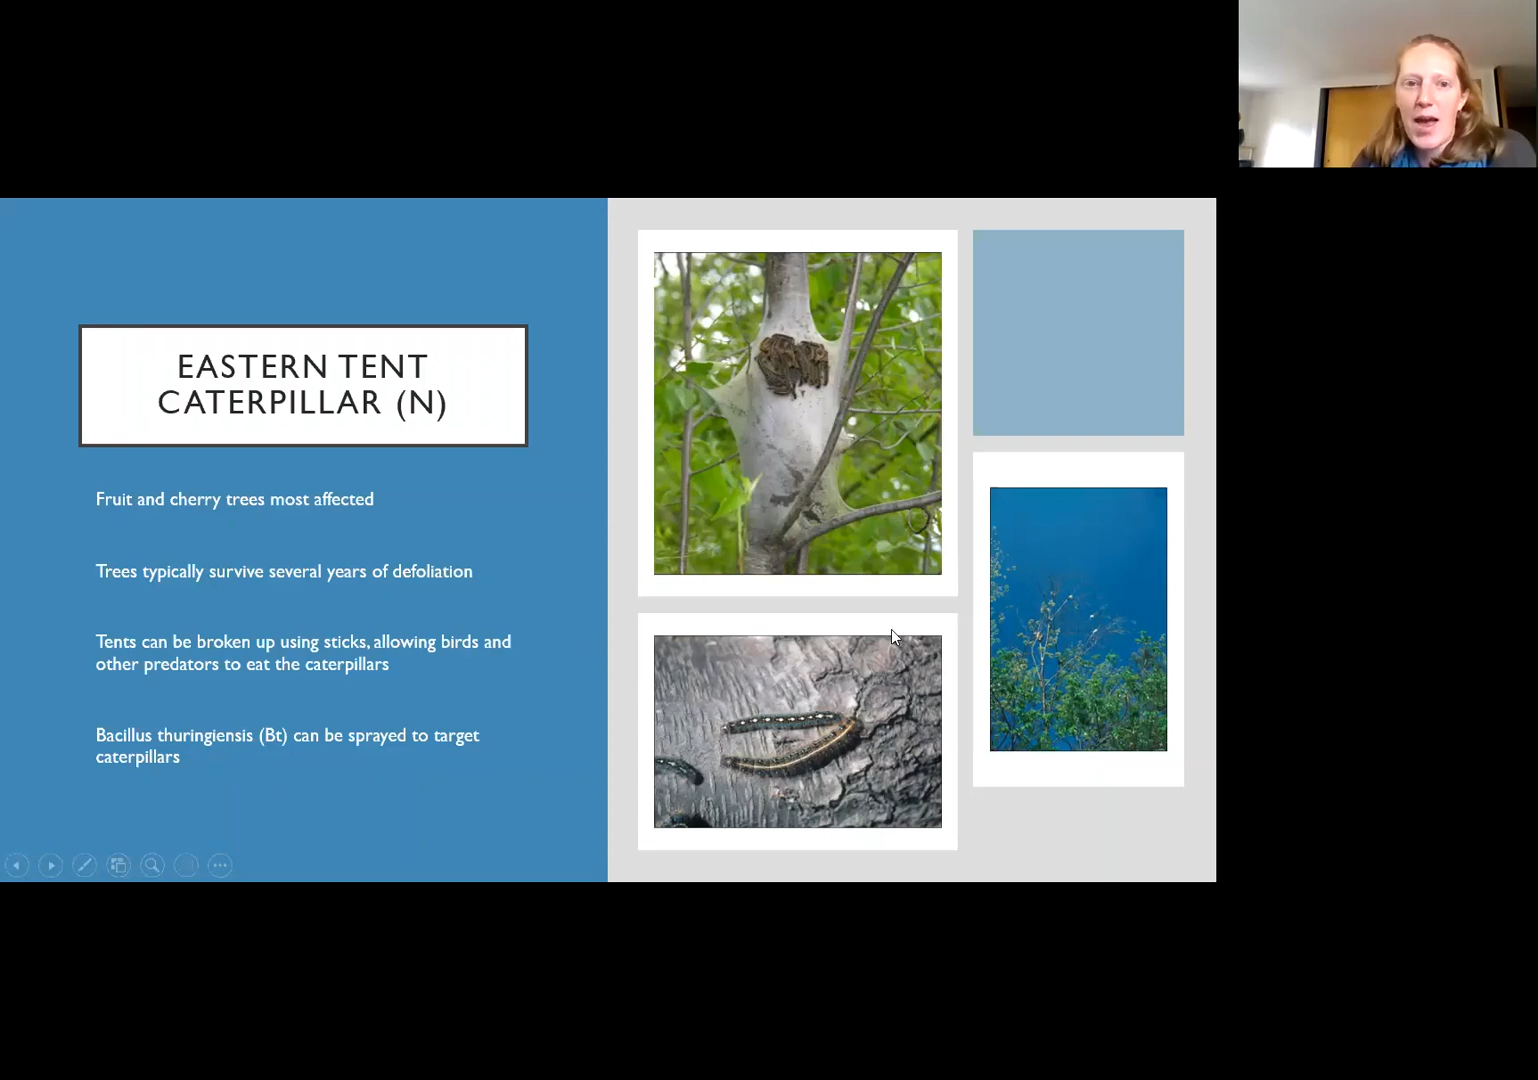 EASTERN TENT
CATERPILLAR (N)
Fruit and cherry trees most affected
Trees typically survive several years of defoliation
Tents can be broken up using sticks, allowing birds and
other predators to eat the caterpillars
Bacillus thuringiensis (Bt) can be sprayed to target
caterpillars